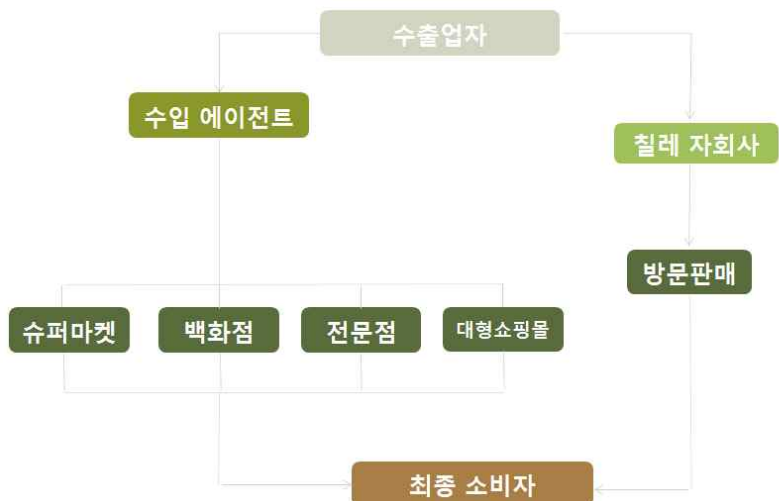 수출업자
수입 에이전트
칠레 자회사
방문판매
슈퍼마켓
백화점
전문점
대형쇼핑몰
최종 소비자